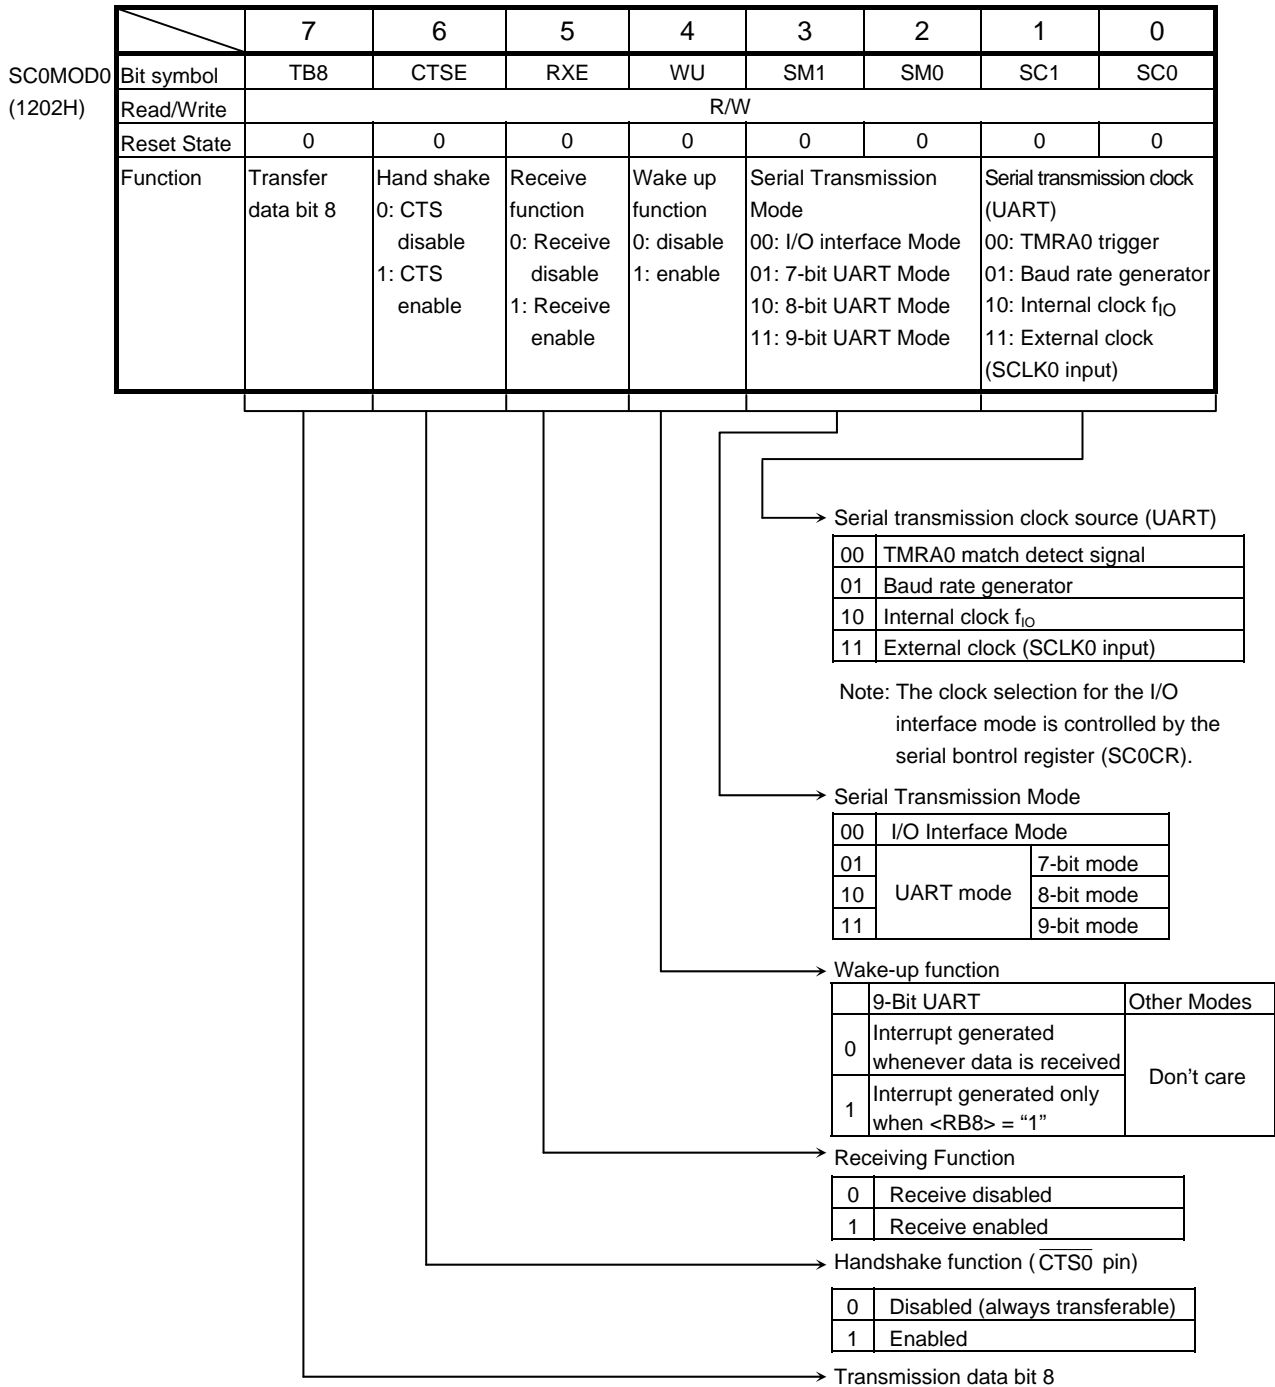 7 6 5 4 3 2 1 0
SC0MOD0 Bit symbol TB8 CTSE RXE WU SM1 SM0 SC1 SC0
(1202H) Read/Write R/W
Reset State 0 0 0 0 0 0 0 0
Function Transfer Hand shake Receive Wake up Serial Transmission Serial transmission clock
data bit 8 0: CTS function function Mode (UART)
disable 0: Receive 0: disable 00: I/O interface Mode 00: TMRA0 trigger
1: CTS disable 1: enable 01: 7-bit UART Mode 01: Baud rate generator
enable 1: Receive 10: 8-bit UART Mode 10: Internal clock fIO
enable 11: 9-bit UART Mode 11: External clock
(SCLK0 input)
Serial transmission clock source (UART)
00 TMRA0 match detect signal
01 Baud rate generator
10 Internal clock fIO
11 External clock (SCLK0 input)
Note: The clock selection for the I/O
interface mode is controlled by the
serial bontrol register (SC0CR).
Serial Transmission Mode
00 I/O Interface Mode
01 7-bit mode
10 UART mode 8-bit mode
11 9-bit mode
Wake-up function
9-Bit UART Other Modes
0 Interrupt generated
whenever data is received
Don't care
1 Interrupt generated only
when <RB8> = “1”
Receiving Function
0 Receive disabled
1 Receive enabled
Handshake function ( CTS0 pin)
0 Disabled (always transferable)
1 Enabled
Transmission data bit 8